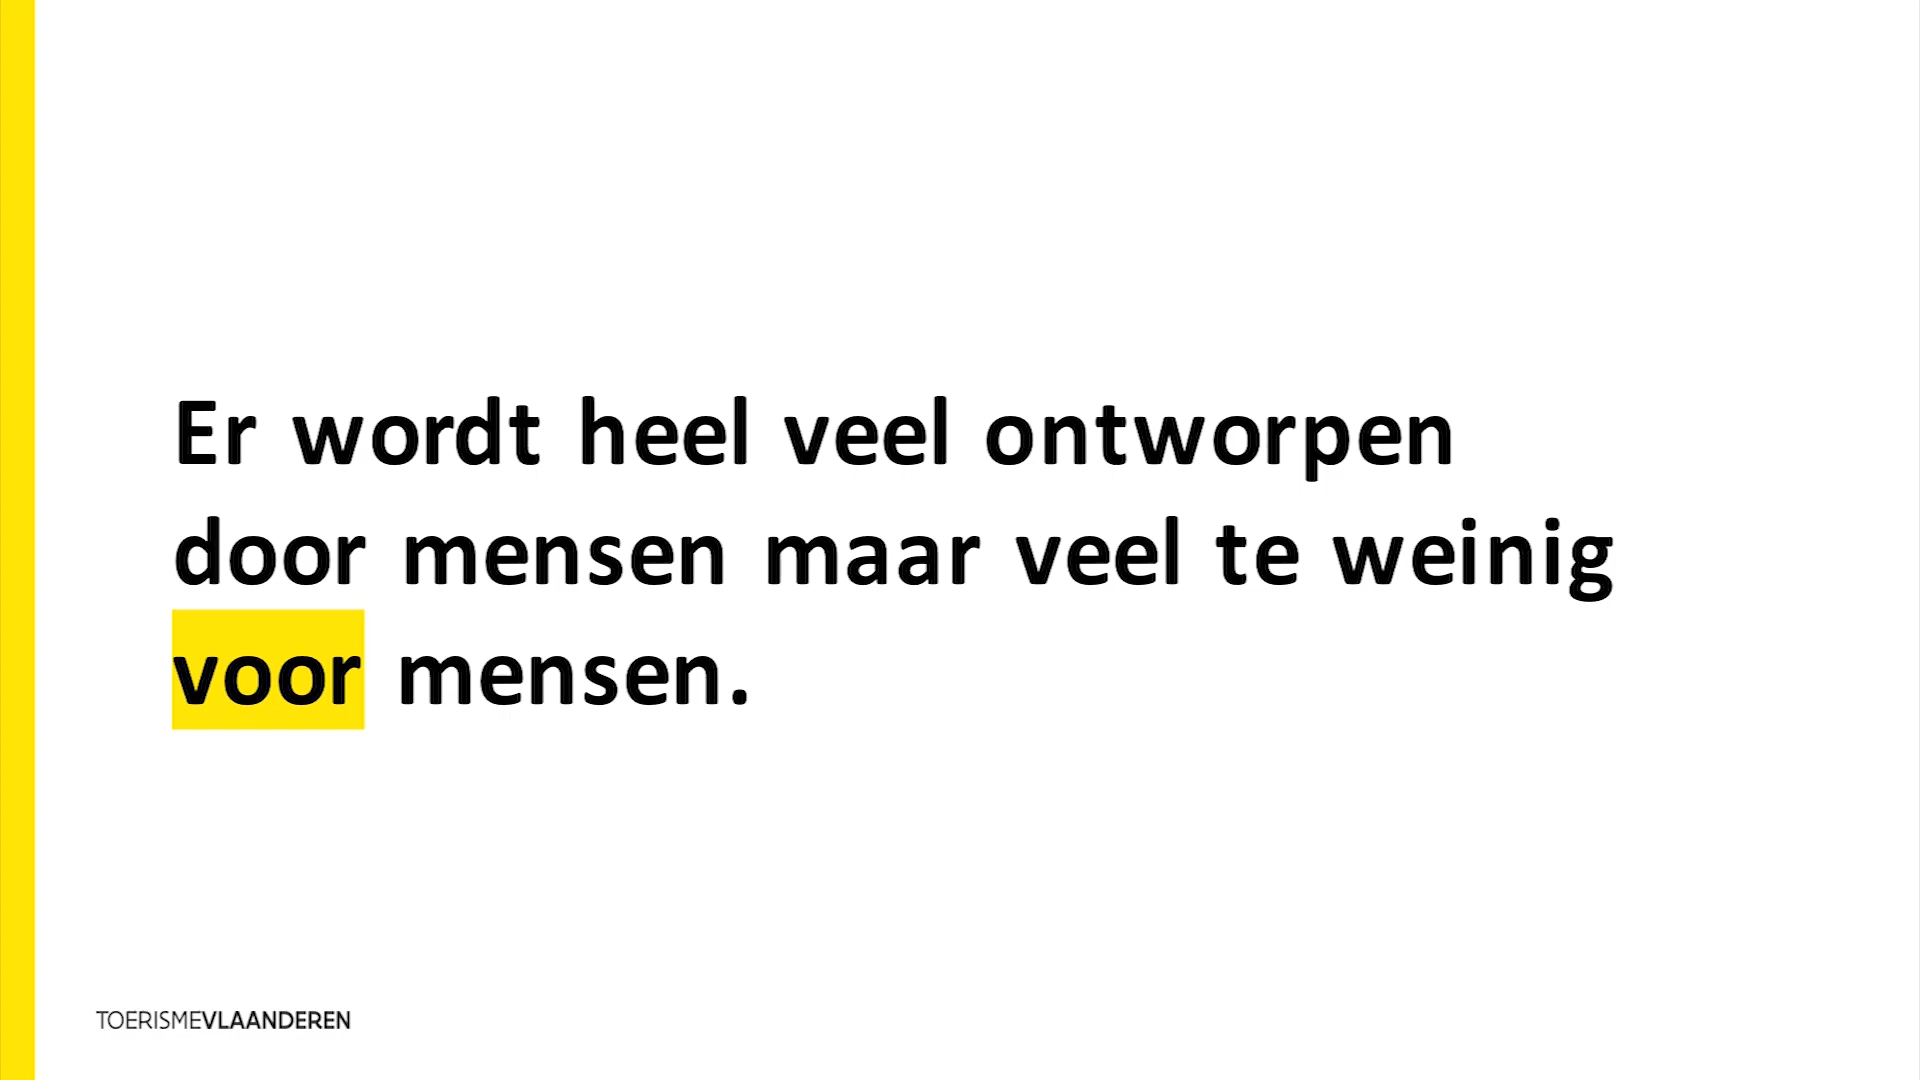 Er wordt heel veel ontworpen
door mensen maar veel te weinig
voor mensen.
TOERISMEVLAANDEREN